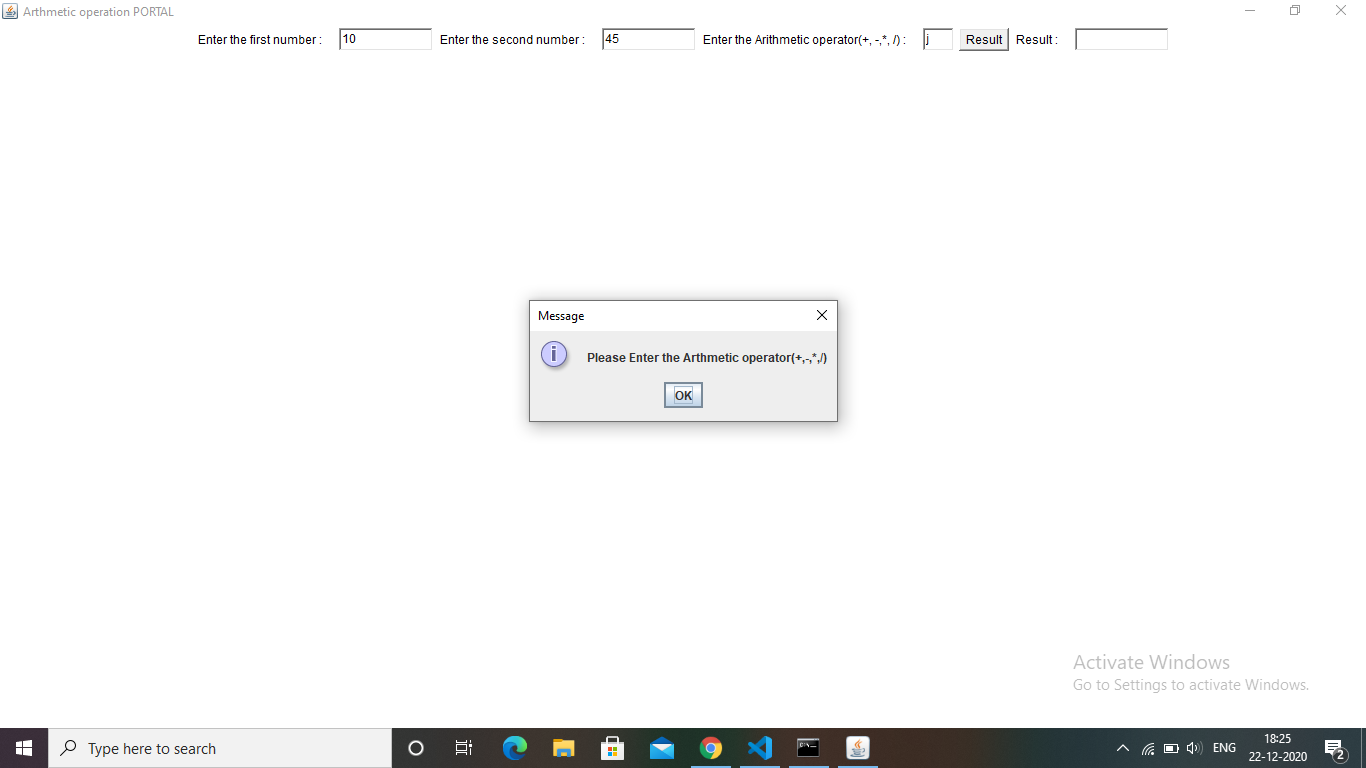 Arthmetic operation PORTAL
Enter the first number : 10 Enter the second number : 45 Enter the Arithmetic operator(+, -,*, /) : j Result Result :
Message
i
Please Enter the Arthmetic operator(+,-,*,/)
OK
Activate Windows
Go to Settings to activate Windows.
Type here to search
ENG
18:25
22-12-2020
2